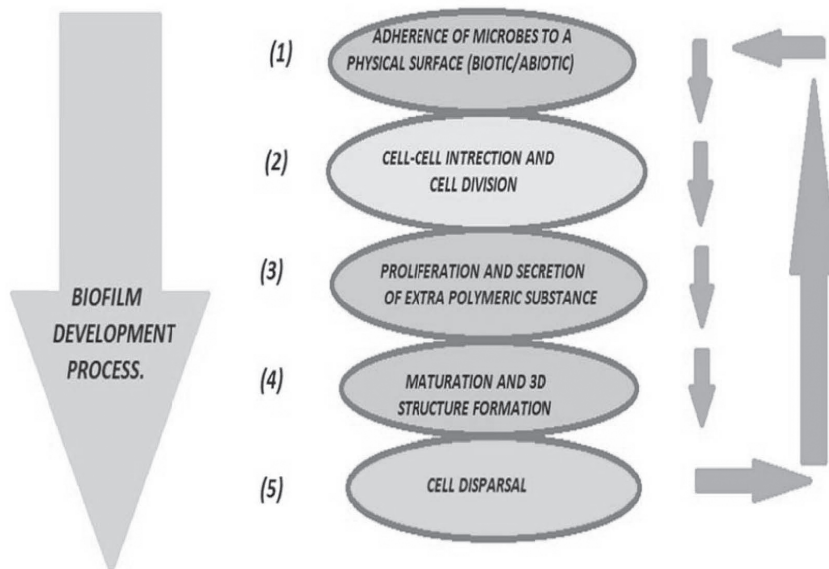 (1)
ADHERENCE OF MICROBES TO A
PHYSICAL SURFACE (BIOTIC/ABIOTIC)
(2)
CELL-CELL INTRECTION AND
CELL DIVISION
(3)
PROLIFERATION AND SECRETION
OF EXTRA POLYMERIC SUBSTANCE
BIOFILM
DEVELOPMENT
PROCESS.
(4)
MATURATION AND 3D
STRUCTURE FORMATION
(5)
CELL DISPARSAL